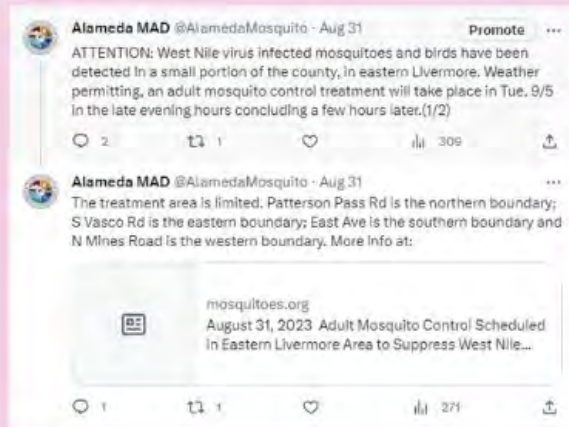 Alameda MAD @AlamedaMosquito · Aug 31 Promote ...
ATTENTION: West Nile virus infected mosquitoes and birds have been
detected in a small portion of the county, in eastern Livermore. Weather
permitting, an adult mosquito control treatment will take place in Tue. 9/5
in the late evening hours concluding a few hours later.(1/2)
2 1 309
Alameda MAD @AlamedaMosquito · Aug 31 ...
The treatment area is limited. Patterson Pass Rd is the northern boundary;
S Vasco Rd is the eastern boundary; East Ave is the southern boundary and
N Mines Road is the western boundary. More info at:
mosquitoes.org
August 31, 2023 Adult Mosquito Control Scheduled
in Eastern Livermore Area to Suppress West Nile...
1 1 271